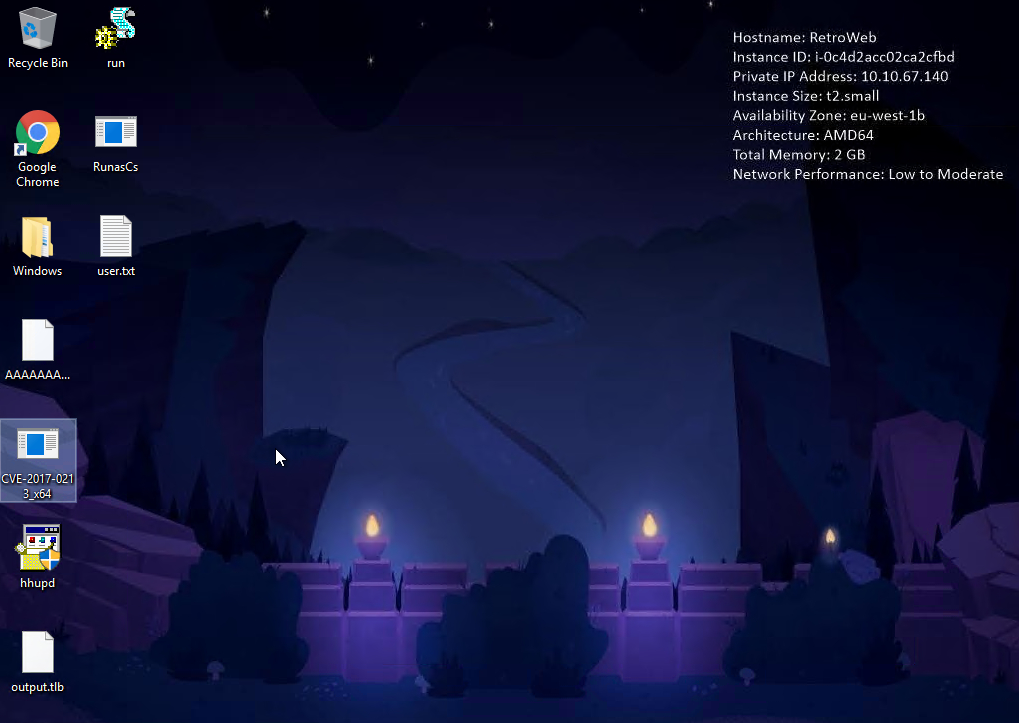 Recycle Bin
run
Google
Chrome
RunasCs
Windows
user.txt
AAAAAAA...
CVE-2017-021
3_x64
hhupd
output.tlb
Hostname: RetroWeb
Instance ID: i-0c4d2acc02ca2cfbd
Private IP Address: 10.10.67.140
Instance Size: t2.small
Availability Zone: eu-west-1b
Architecture: AMD64
Total Memory: 2 GB
Network Performance: Low to Moderate